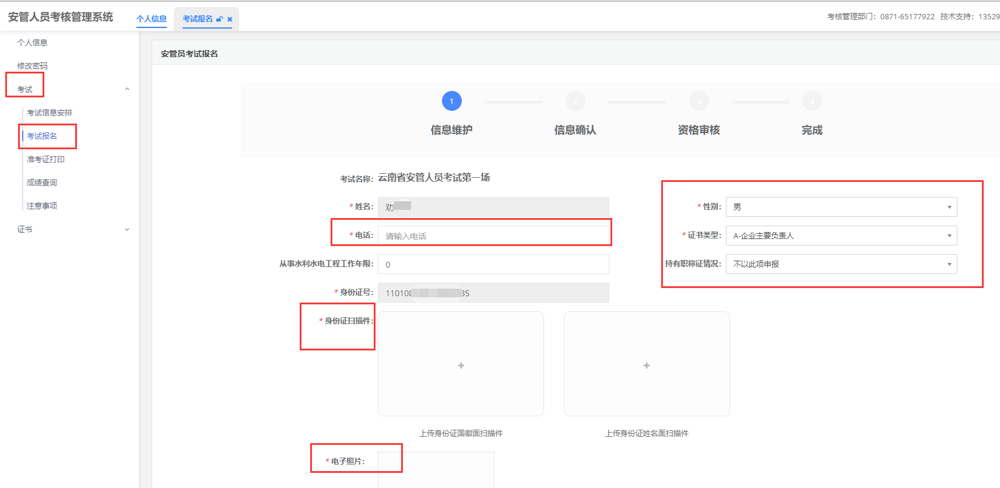 安管人员考核管理系统
个人信息
考试报名
考核管理部门：0871-65177922 技术支持：13529
个人信息
修改密码
考试
考试信息安排
考试报名
准考证打印
成绩查询
注意事项
证书
安管员考试报名
1
2
3
4
信息维护
信息确认
资格审核
完成
考试名称：云南省安管人员考试第一场
* 姓名：
劝
* 性别：
男
* 电话：
请输入电话
* 证书类型：
A-企业主要负责人
从事水利水电工程工作年限：
0
持有职称证情况：
不以此项申报
* 身份证号：
11010 35
* 身份证扫描件：
上传身份证国徽面扫描件
上传身份证姓名面扫描件
* 电子照片：